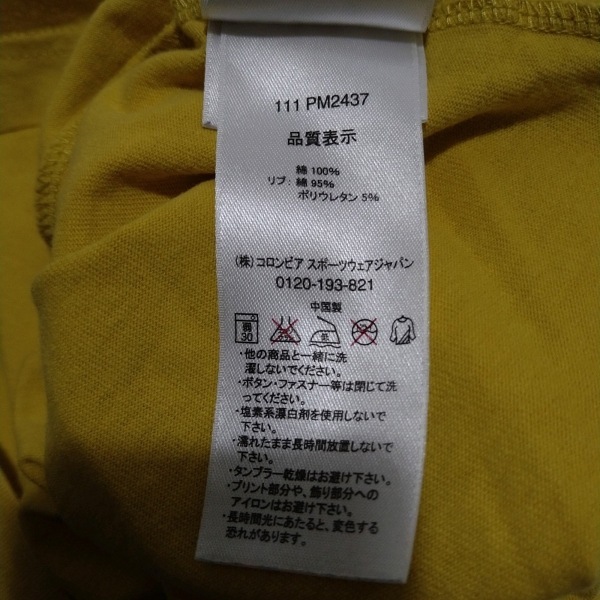 111 PM2437
品質表示
綿 100%
リブ: 綿 95%
ポリウレタン 5%
(株) コロンビア スポーツウェアジャパン
0120-193-821
中国製
弱
30
・他の商品と一緒に洗
濯しないでください。
・ボタン・ファスナー等は閉じて洗
ってください。
・塩素系漂白剤を使用しないで
下さい。
・濡れたまま長時間放置しないで
下さい。
・タンブラー乾燥はお避け下さい。
・プリント部分や、飾り部分への
アイロンはお避け下さい。
・長時間光にあたると、変色する
恐れがあります。